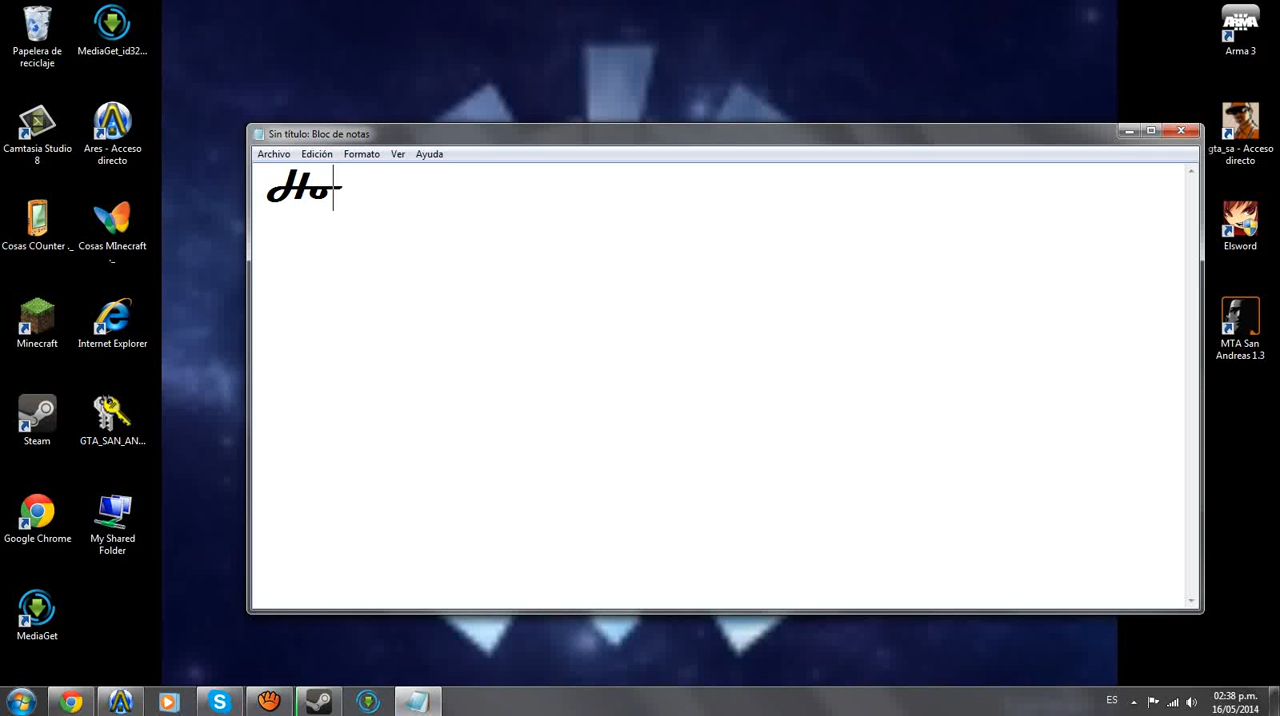 Papelera de
reciclaje
MediaGet_id32...
Camtasia Studio
8
Ares - Acceso
directo
Cosas COunter ._
Cosas MInecraft
._
Minecraft
Internet Explorer
Steam
GTA_SAN_AN...
Google Chrome
My Shared
Folder
MediaGet
Sin título: Bloc de notas
Archivo Edición Formato Ver Ayuda
Ho
ARMA
Arma 3
gta_sa - Acceso
directo
Elsword
MTA San
Andreas 1.3
ES
02:38 p.m.
16/05/2014